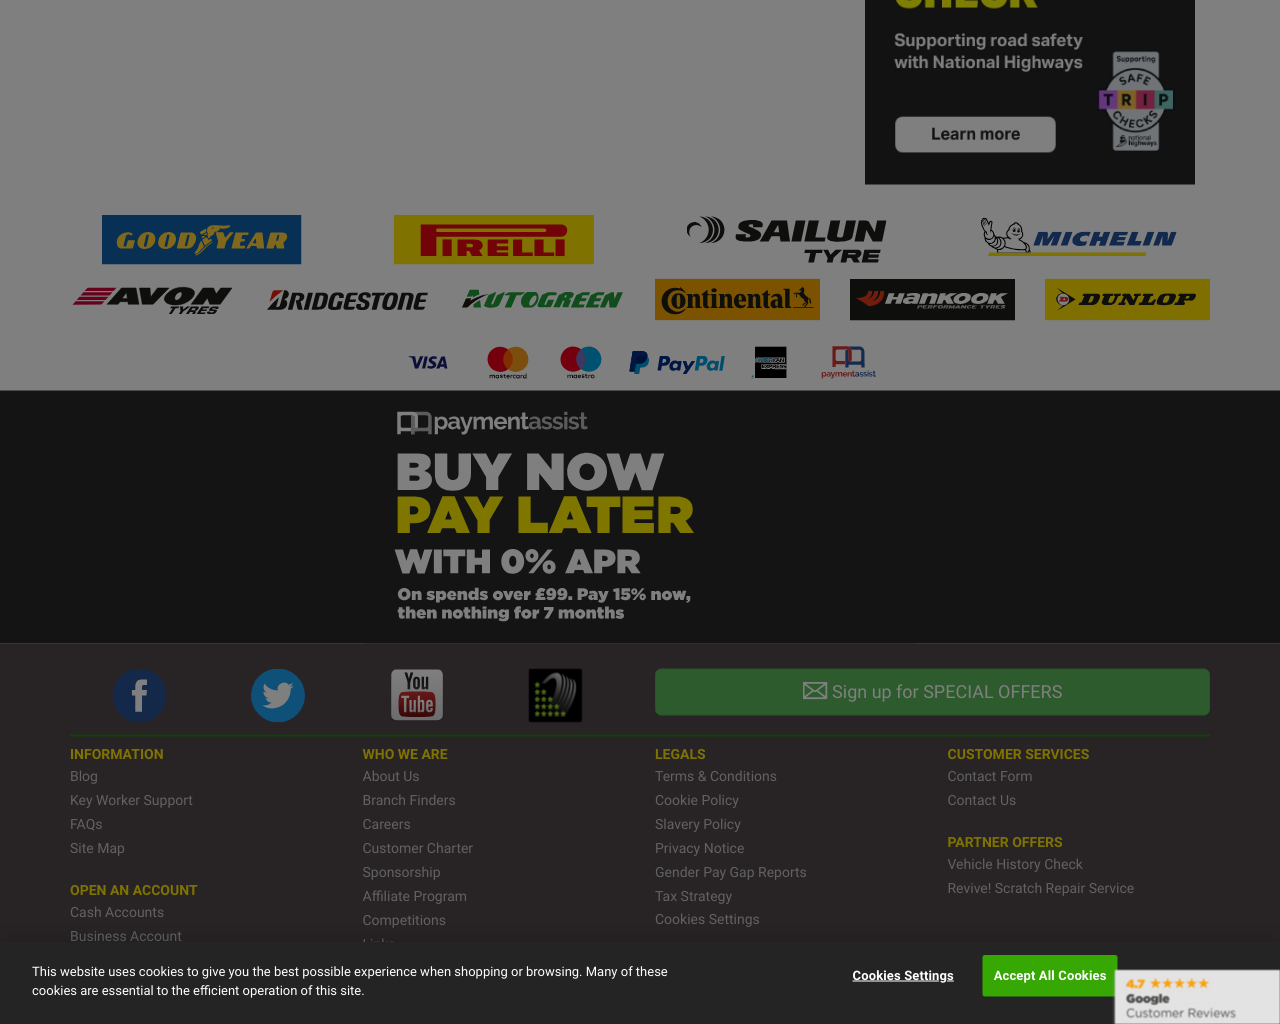 CHECK
Supporting road safety
with National Highways
Supporting
SAFE
TRIP
CHECKS
national
highways
Learn more
GOODYEAR
PIRELLI
SAILUN
TYRE
MICHELIN
AVON
TYRES
BRIDGESTONE
AUTOGREEN
Continental
HANKOOK
PERFORMANCE TYRES
DUNLOP
VISA
mastercard
maestro
PayPal
paymentassist
paymentassist
BUY NOW
PAY LATER
WITH 0% APR
On spends over £99. Pay 15% now,
then nothing for 7 months
You
Tube
Sign up for SPECIAL OFFERS
INFORMATION
Blog
Key Worker Support
FAQs
Site Map
OPEN AN ACCOUNT
Cash Accounts
Business Account
WHO WE ARE
About Us
Branch Finders
Careers
Customer Charter
Sponsorship
Affiliate Program
Competitions
Links
LEGALS
Terms & Conditions
Cookie Policy
Slavery Policy
Privacy Notice
Gender Pay Gap Reports
Tax Strategy
Cookies Settings
CUSTOMER SERVICES
Contact Form
Contact Us
PARTNER OFFERS
Vehicle History Check
Revive! Scratch Repair Service
This website uses cookies to give you the best possible experience when shopping or browsing. Many of these
cookies are essential to the efficient operation of this site.
Cookies Settings
Accept All Cookies
4.7
Google
Customer Reviews